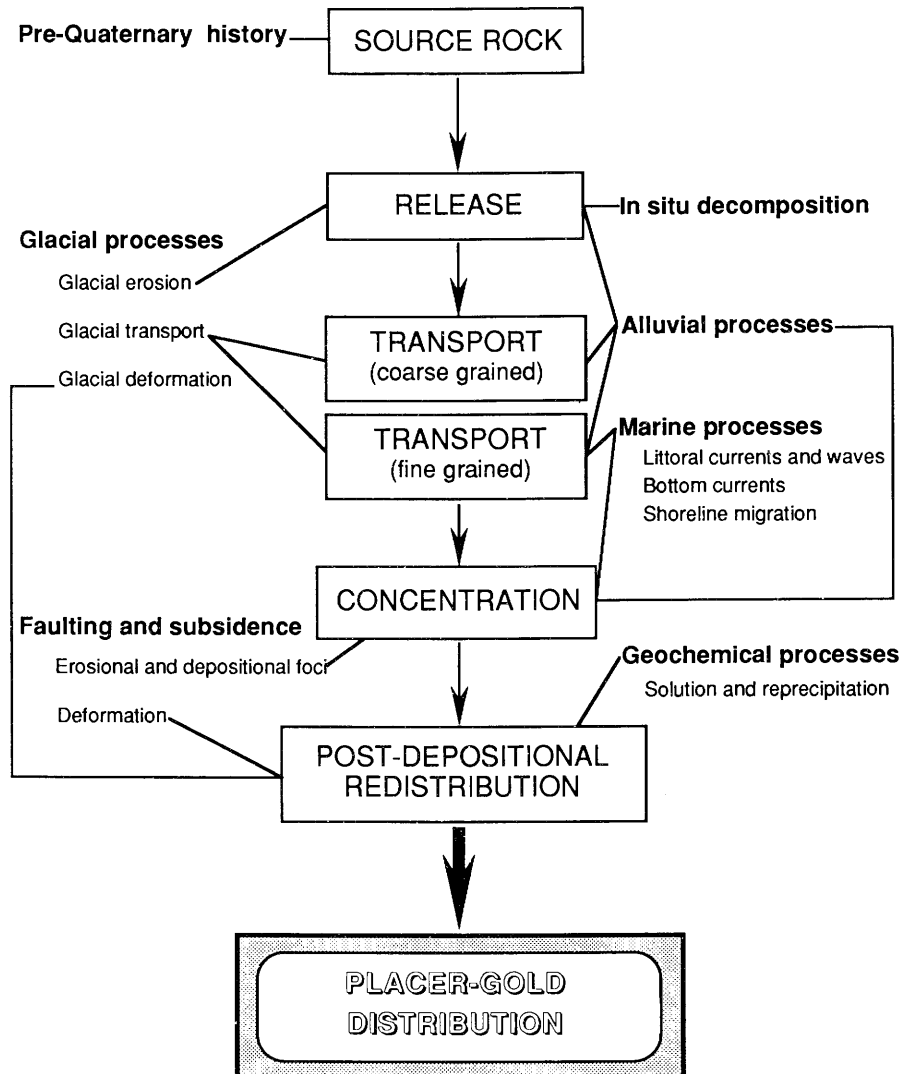 Pre-Quaternary history
SOURCE ROCK
RELEASE
In situ decomposition
Glacial processes
Glacial erosion
Glacial transport
Glacial deformation
TRANSPORT
(coarse grained)
Alluvial processes
TRANSPORT
(fine grained)
Marine processes
Littoral currents and waves
Bottom currents
Shoreline migration
CONCENTRATION
Faulting and subsidence
Erosional and depositional foci
Deformation
Geochemical processes
Solution and reprecipitation
POST-DEPOSITIONAL
REDISTRIBUTION
PLACER-GOLD
DISTRIBUTION